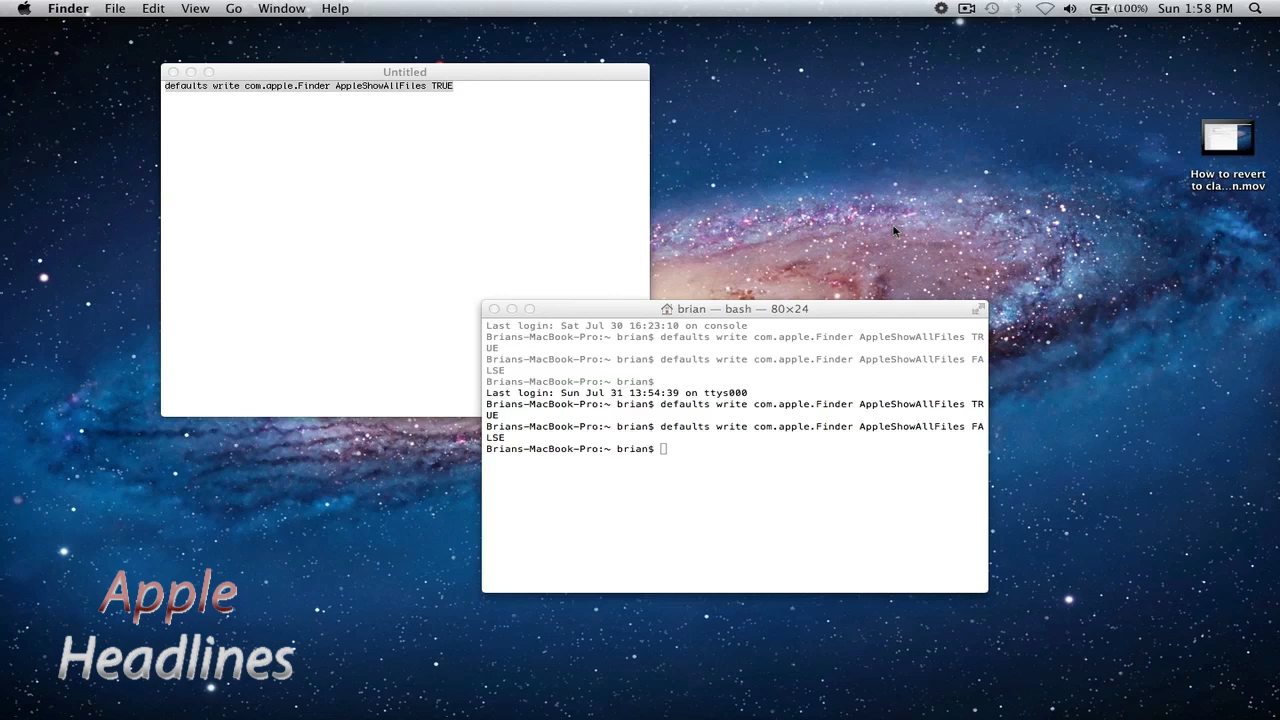 Finder File Edit View Go Window Help (100%) Sun 1:58 PM
Untitled
defaults write com.apple.Finder AppleShowAllFiles TRUE
How to revert
to cla...n.mov
brian — bash — 80×24
Last login: Sat Jul 30 16:23:10 on console
Brians-MacBook-Pro:~ brian$ defaults write com.apple.Finder AppleShowAllFiles TR
UE
Brians-MacBook-Pro:~ brian$ defaults write com.apple.Finder AppleShowAllFiles FA
LSE
Brians-MacBook-Pro:~ brian$
Last login: Sun Jul 31 13:54:39 on ttys000
Brians-MacBook-Pro:~ brian$ defaults write com.apple.Finder AppleShowAllFiles TR
UE
Brians-MacBook-Pro:~ brian$ defaults write com.apple.Finder AppleShowAllFiles FA
LSE
Brians-MacBook-Pro:~ brian$
Apple
Headlines